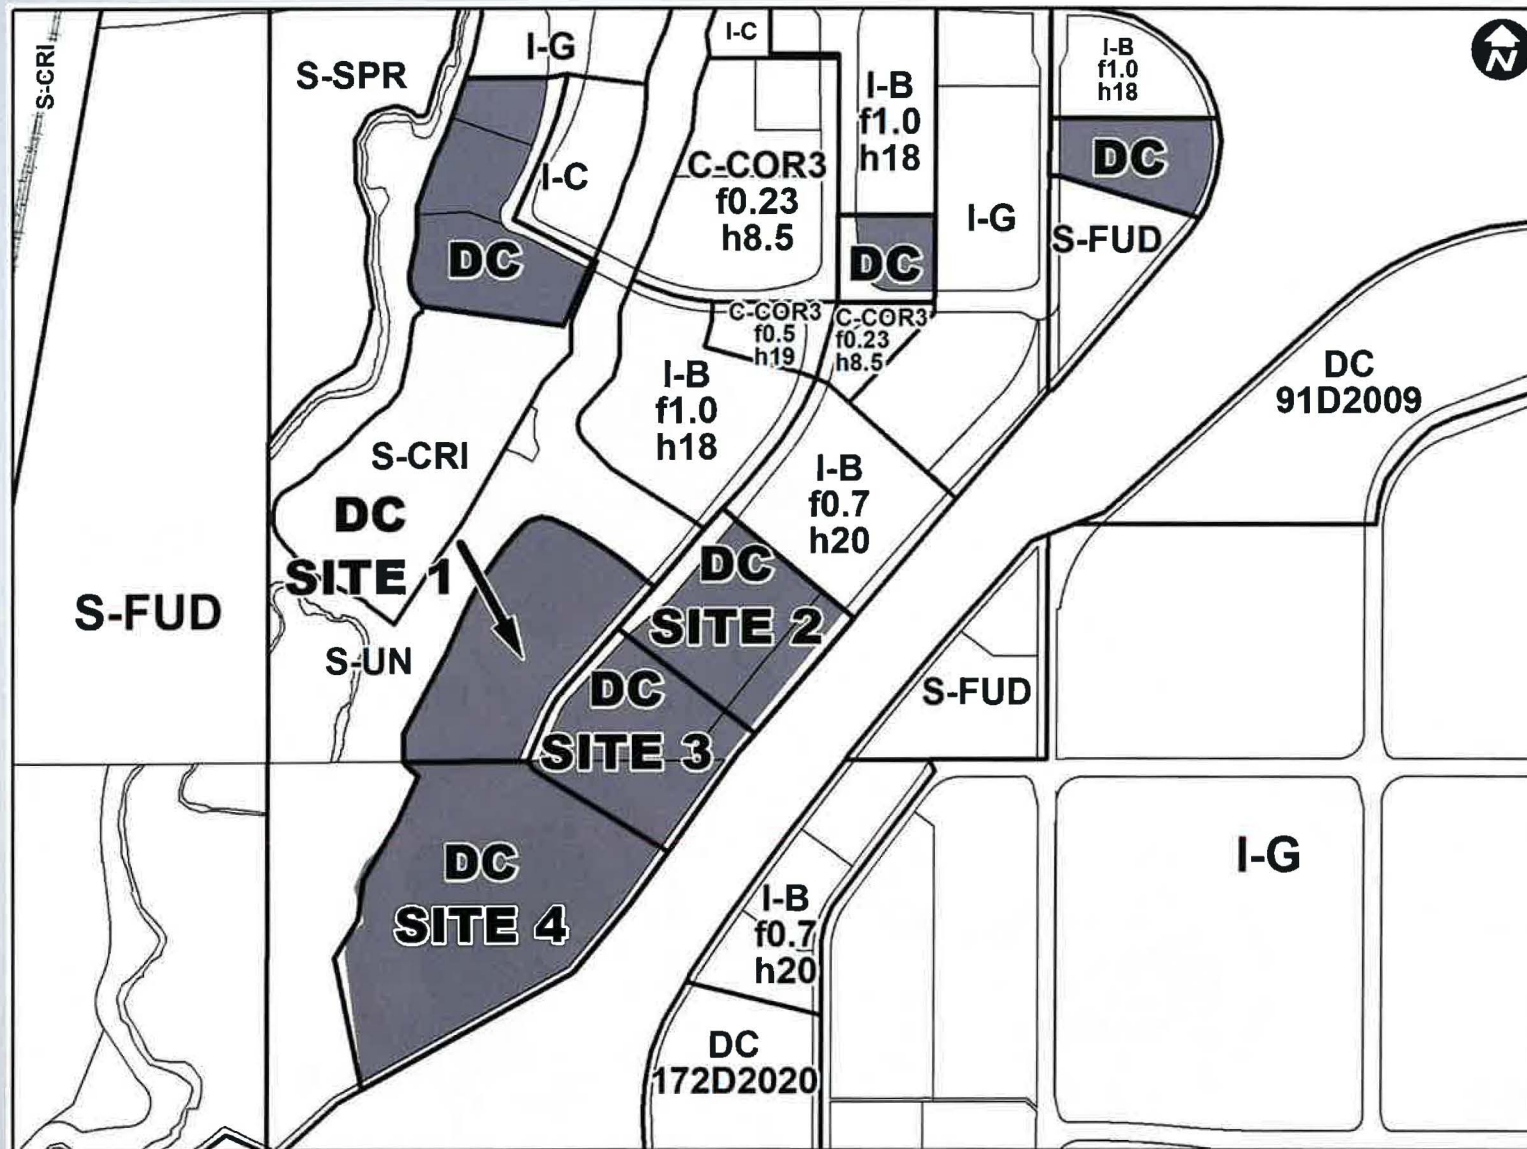 S-CRI
S-SPR
I-G
I-C
I-B
f1.0
h18
I-B
f1.0
h18
N
I-C
C-COR3
f0.23
h8.5
DC
DC
DC
I-G
S-FUD
C-COR3
f0.5
h19
C-COR3
f0.23
h8.5
DC
91D2009
I-B
f1.0
h18
S-CRI
I-B
f0.7
h20
DC
SITE 1
DC
SITE 2
S-FUD
S-UN
DC
SITE 3
S-FUD
DC
SITE 4
I-B
f0.7
h20
I-G
DC
172D2020